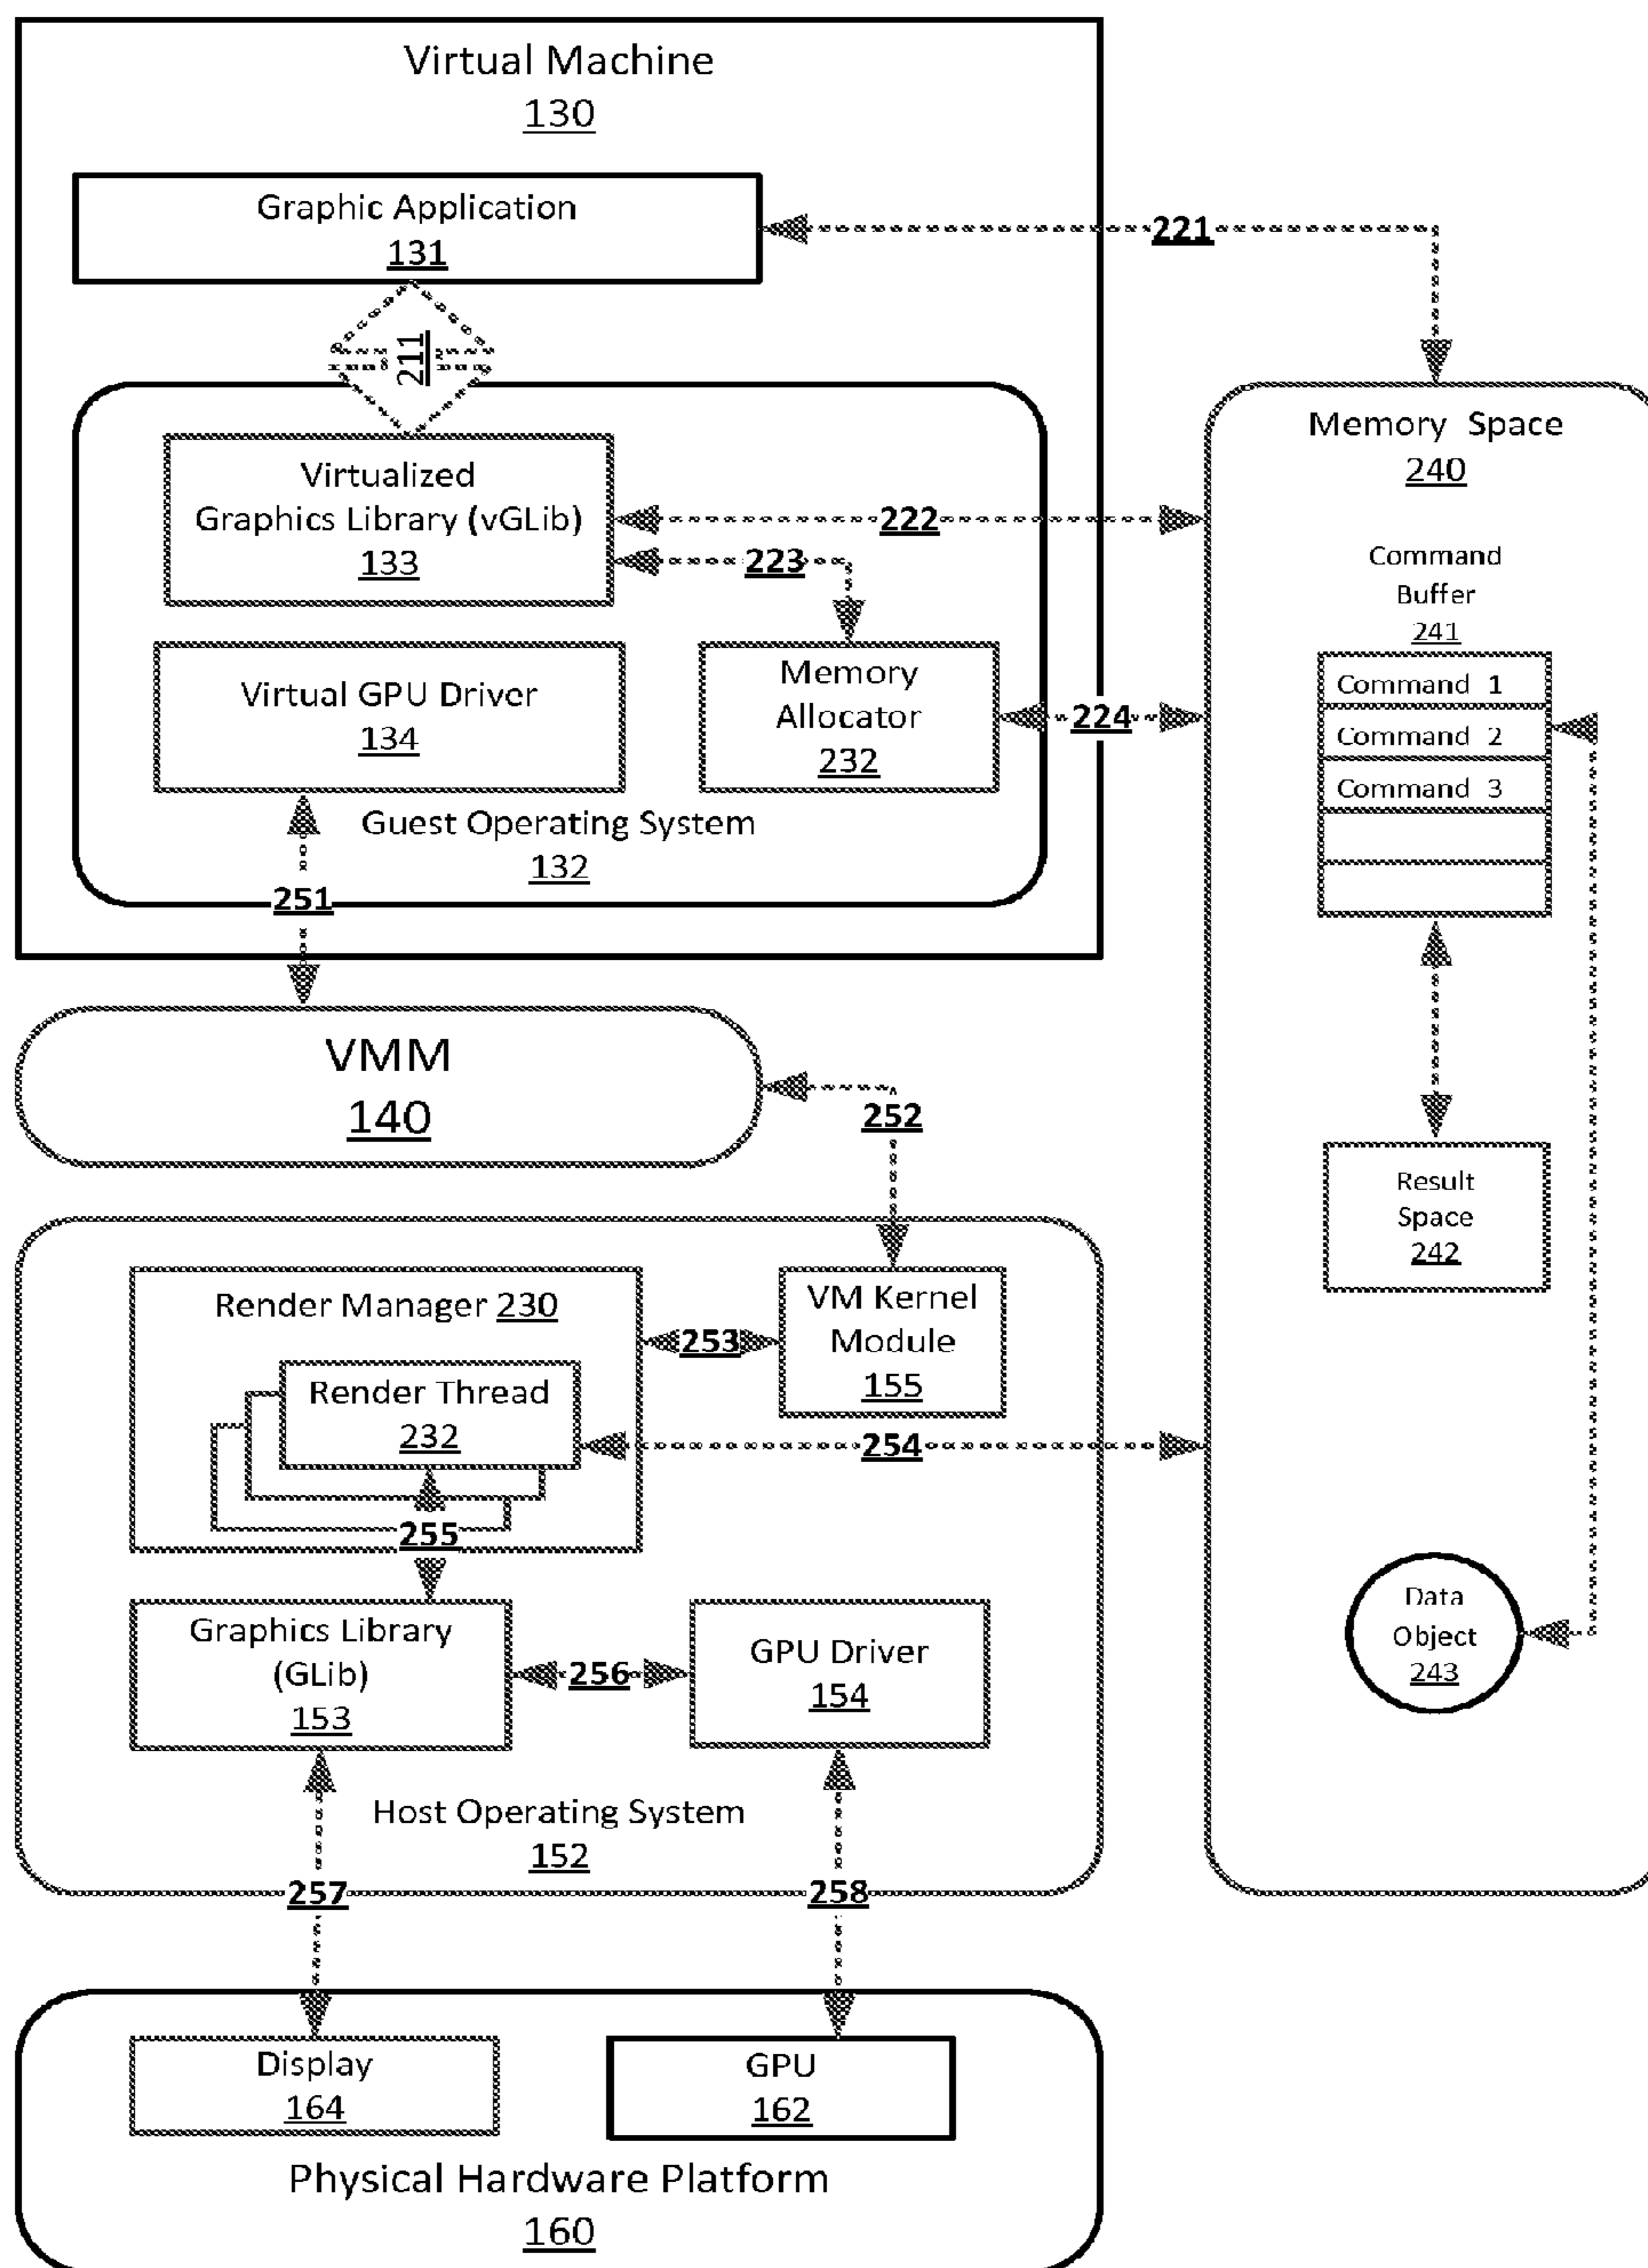 Virtual Machine
130
Graphic Application
131
221
211
Virtualized
Graphics Library (vGLib)
133
222
223
Virtual GPU Driver
134
Memory
Allocator
232
224
Guest Operating System
132
251
Memory Space
240
Command
Buffer
241
Command 1
Command 2
Command 3
Result
Space
242
Data
Object
243
VMM
140
252
Render Manager 230
Render Thread
232
253
VM Kernel
Module
155
254
255
Graphics Library
(GLib)
153
256
GPU Driver
154
Host Operating System
152
257
258
Display
164
GPU
162
Physical Hardware Platform
160